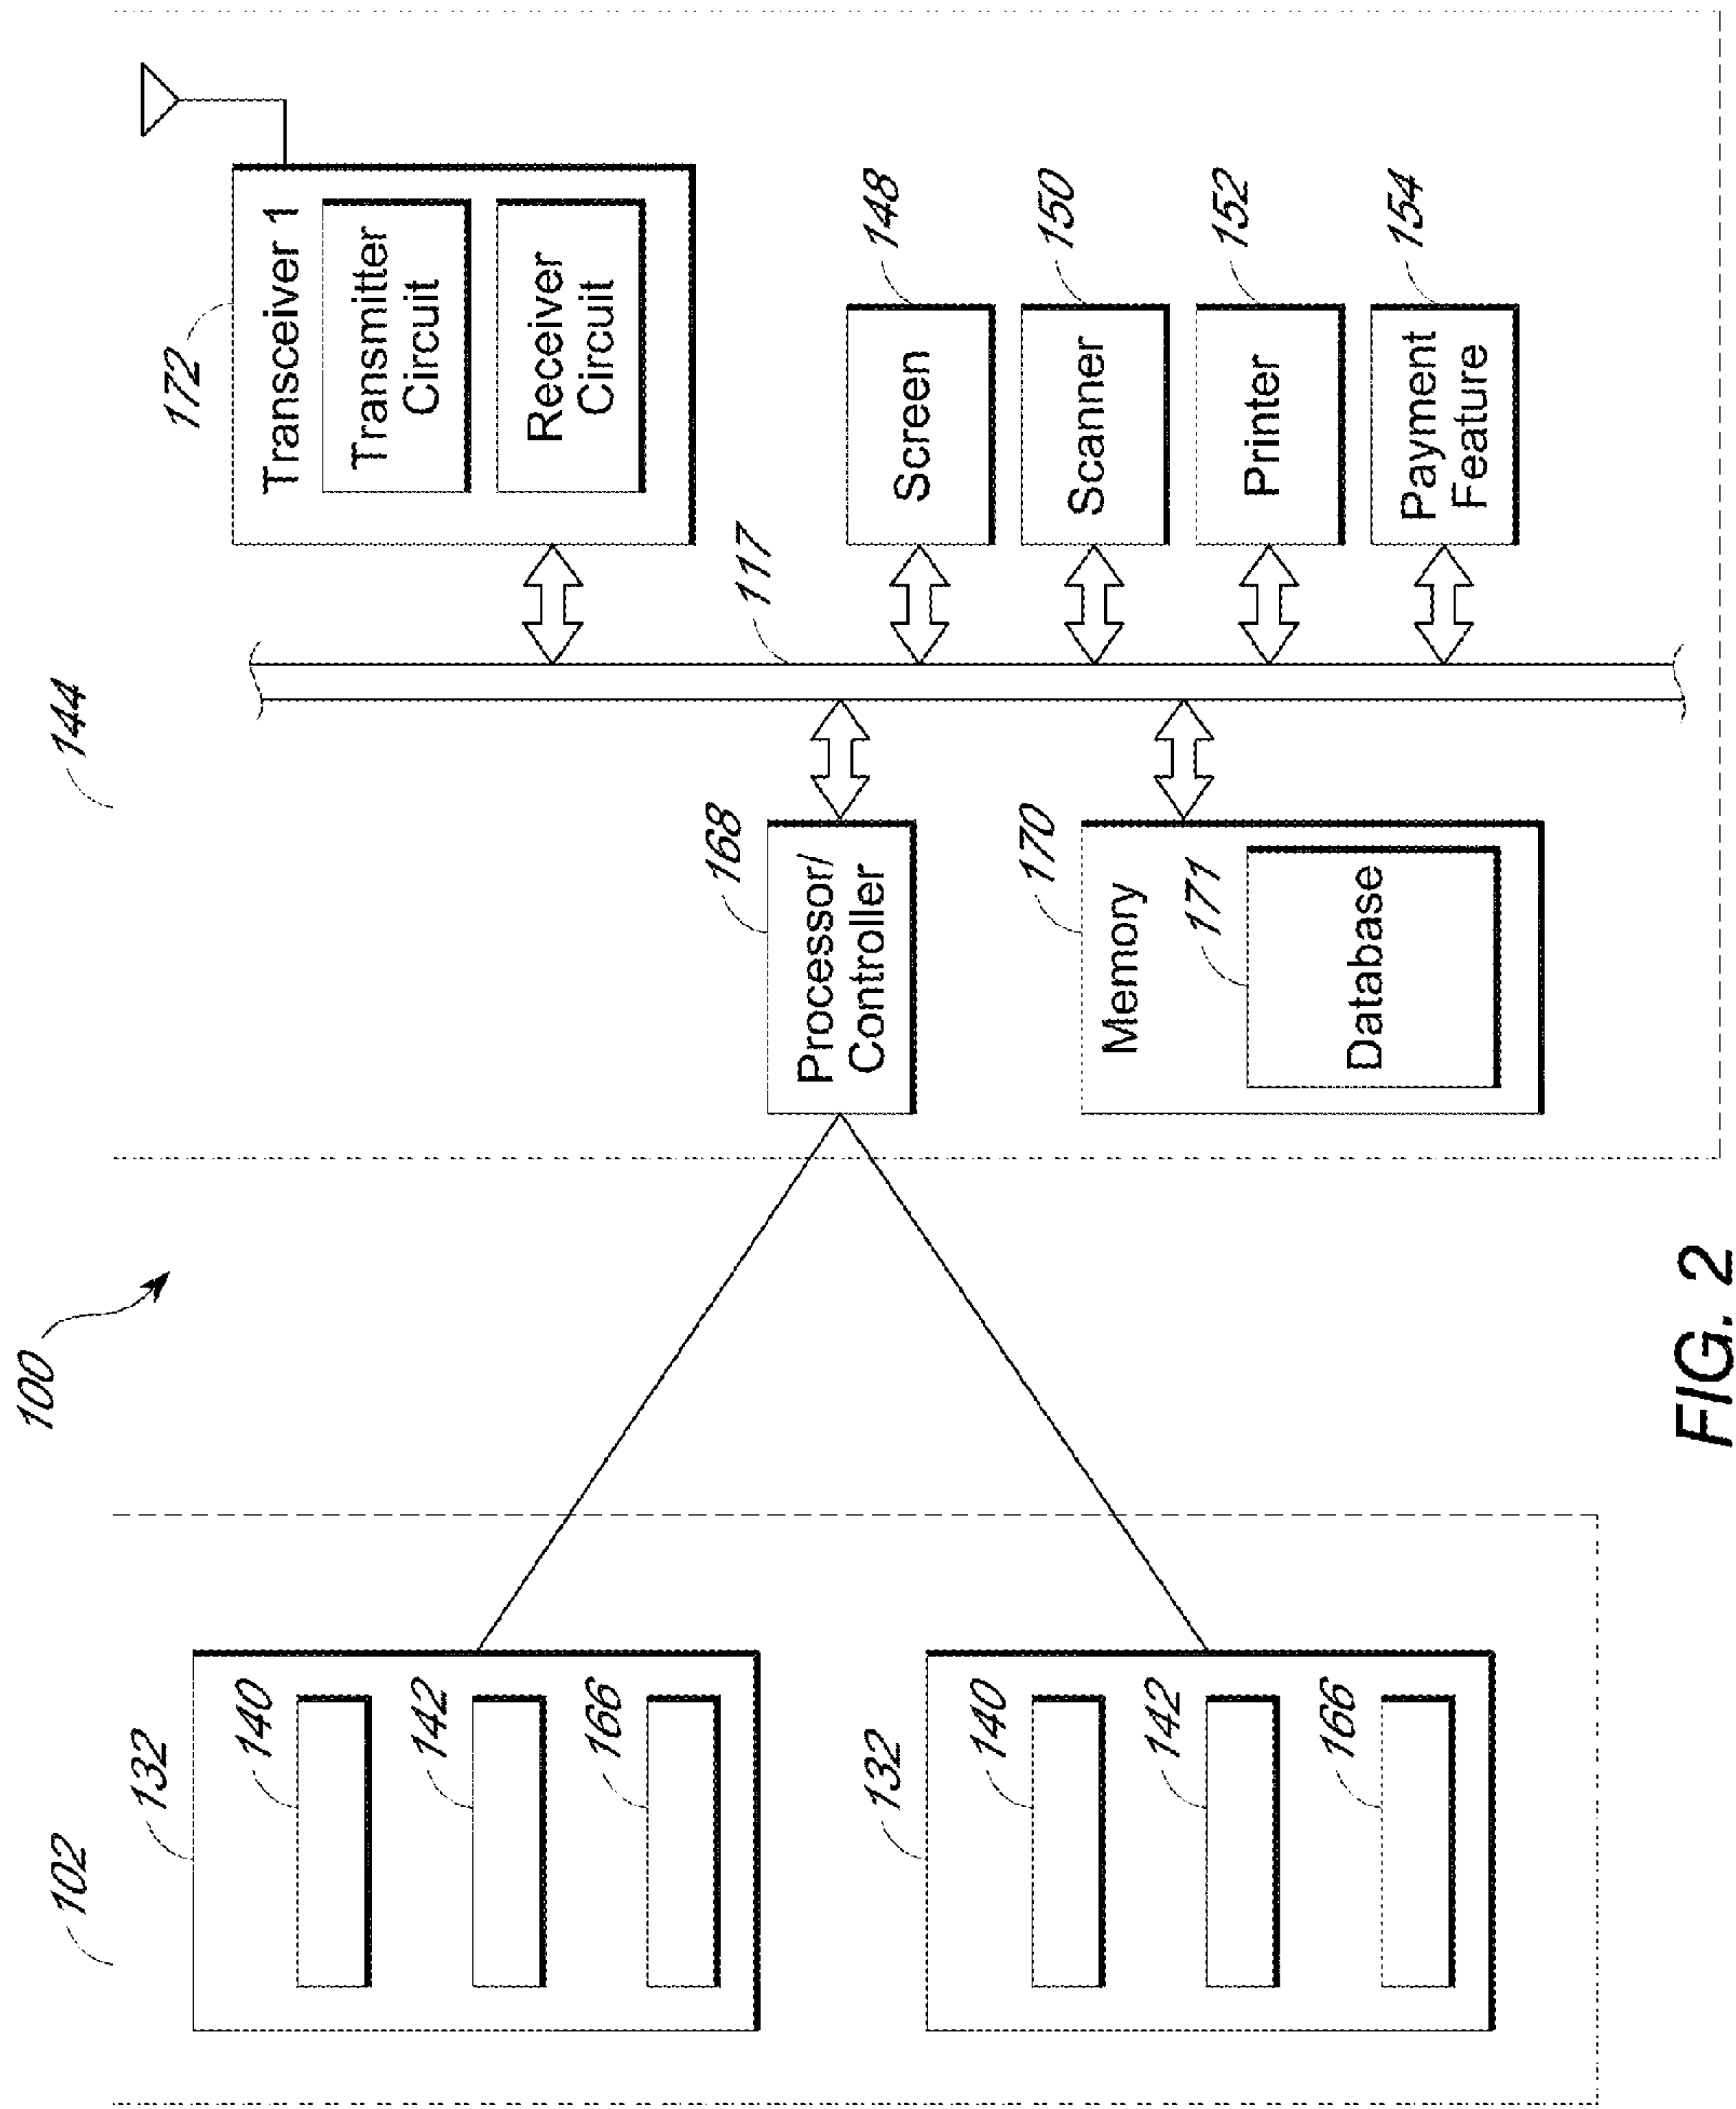 100
102
132
140
142
166
132
140
142
166
144
168
Processor/
Controller
170
Memory
171
Database
117
172
Transceiver 1
Transmitter
Circuit
Receiver
Circuit
Screen
148
Scanner
150
Printer
152
Payment
Feature
154
FIG. 2